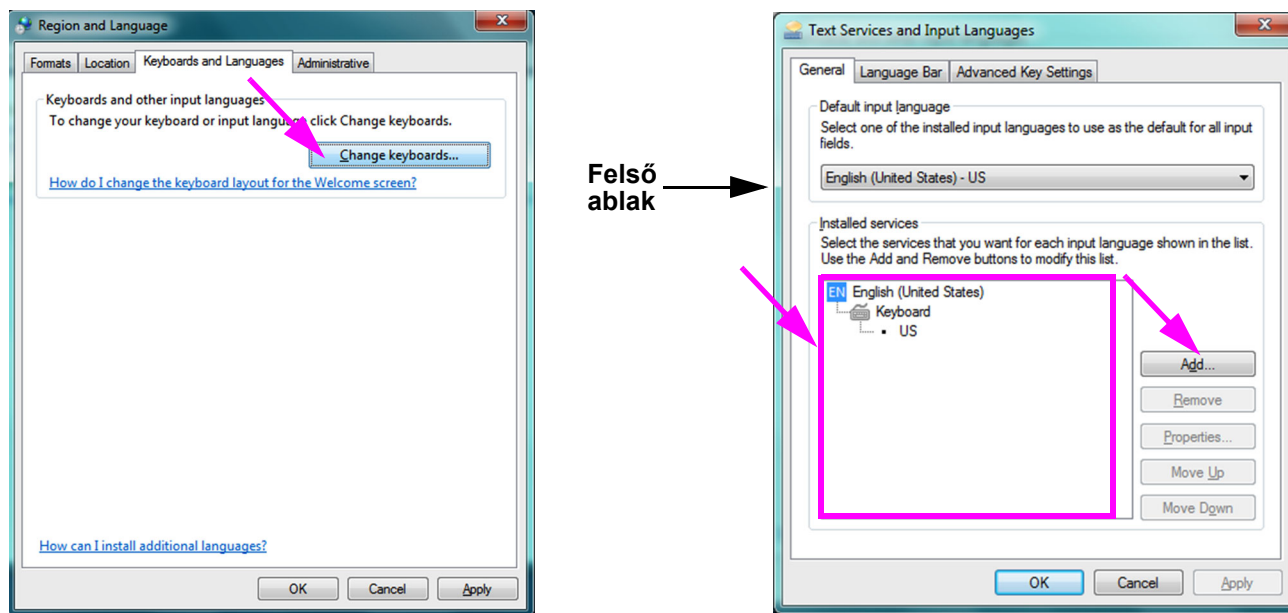 Region and Language
Formats Location Keyboards and Languages Administrative
Keyboards and other input languages
To change your keyboard or input language click Change keyboards.
Change keyboards...
How do I change the keyboard layout for the Welcome screen?
How can I install additional languages?
OK Cancel Apply
Felső
ablak
Text Services and Input Languages
General Language Bar Advanced Key Settings
Default input language
Select one of the installed input languages to use as the default for all input
fields.
English (United States) - US
Installed services
Select the services that you want for each input language shown in the list.
Use the Add and Remove buttons to modify this list.
EN English (United States)
Keyboard
US
Add...
Remove
Properties...
Move Up
Move Down
OK Cancel Apply